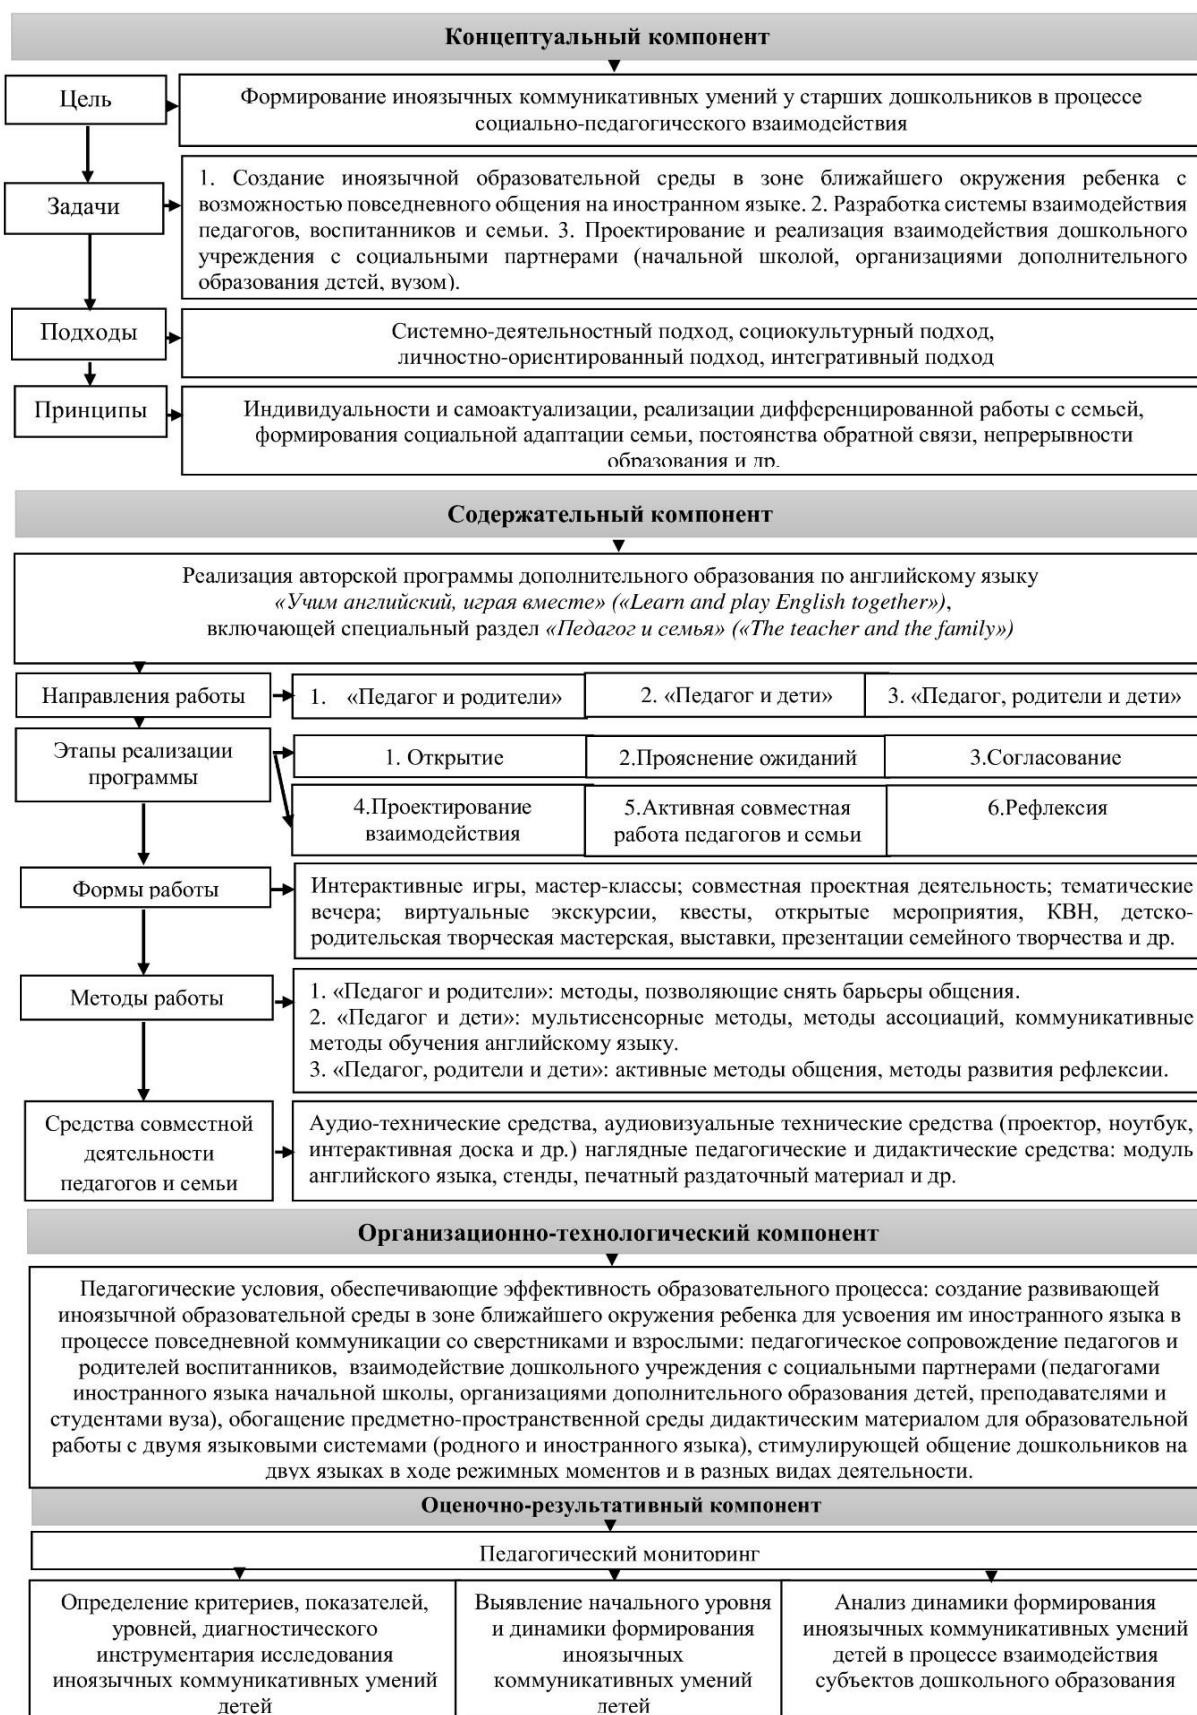 Концептуальный компонент
Цель
Формирование иноязычных коммуникативных умений у старших дошкольников в процессе
социально-педагогического взаимодействия
Задачи
1. Создание иноязычной образовательной среды в зоне ближайшего окружения ребенка с
возможностью повседневного общения на иностранном языке. 2. Разработка системы взаимодействия
педагогов, воспитанников и семьи. 3. Проектирование и реализация взаимодействия дошкольного
учреждения с социальными партнерами (начальной школой, организациями дополнительного
образования детей, вузом).
Подходы
Системно-деятельностный подход, социокультурный подход,
личностно-ориентированный подход, интегративный подход
Принципы
Индивидуальности и самоактуализации, реализации дифференцированной работы с семьей,
формирования социальной адаптации семьи, постоянства обратной связи, непрерывности
образования и др.
Содержательный компонент
Реализация авторской программы дополнительного образования по английскому языку
«Учим английский, играя вместе» («Learn and play English together»),
включающей специальный раздел «Педагог и семья» («The teacher and the family»)
Направления работы
1. «Педагог и родители»
2. «Педагог и дети»
3. «Педагог, родители и дети»
Этапы реализации
программы
1. Открытие
2.Прояснение ожиданий
3.Согласование
4.Проектирование
взаимодействия
5.Активная совместная
работа педагогов и семьи
6.Рефлексия
Формы работы
Интерактивные игры, мастер-классы; совместная проектная деятельность; тематические
вечера; виртуальные экскурсии, квесты, открытые мероприятия, КВН, детско-
родительская творческая мастерская, выставки, презентации семейного творчества и др.
Методы работы
1. «Педагог и родители»: методы, позволяющие снять барьеры общения.
2. «Педагог и дети»: мультисенсорные методы, методы ассоциаций, коммуникативные
методы обучения английскому языку.
3. «Педагог, родители и дети»: активные методы общения, методы развития рефлексии.
Средства совместной
деятельности
педагогов и семьи
Аудио-технические средства, аудиовизуальные технические средства (проектор, ноутбук,
интерактивная доска и др.) наглядные педагогические и дидактические средства: модуль
английского языка, стенды, печатный раздаточный материал и др.
Организационно-технологический компонент
Педагогические условия, обеспечивающие эффективность образовательного процесса: создание развивающей
иноязычной образовательной среды в зоне ближайшего окружения ребенка для усвоения им иностранного языка в
процессе повседневной коммуникации со сверстниками и взрослыми: педагогическое сопровождение педагогов и
родителей воспитанников, взаимодействие дошкольного учреждения с социальными партнерами (педагогами
иностранного языка начальной школы, организациями дополнительного образования детей, преподавателями и
студентами вуза), обогащение предметно-пространственной среды дидактическим материалом для образовательной
работы с двумя языковыми системами (родного и иностранного языка), стимулирующей общение дошкольников на
двух языках в ходе режимных моментов и в разных видах деятельности.
Оценочно-результативный компонент
Педагогический мониторинг
Определение критериев, показателей,
уровней, диагностического
инструментария исследования
иноязычных коммуникативных умений
детей
Выявление начального уровня
и динамики формирования
иноязычных
коммуникативных умений
детей
Анализ динамики формирования
иноязычных коммуникативных умений
детей в процессе взаимодействия
субъектов дошкольного образования